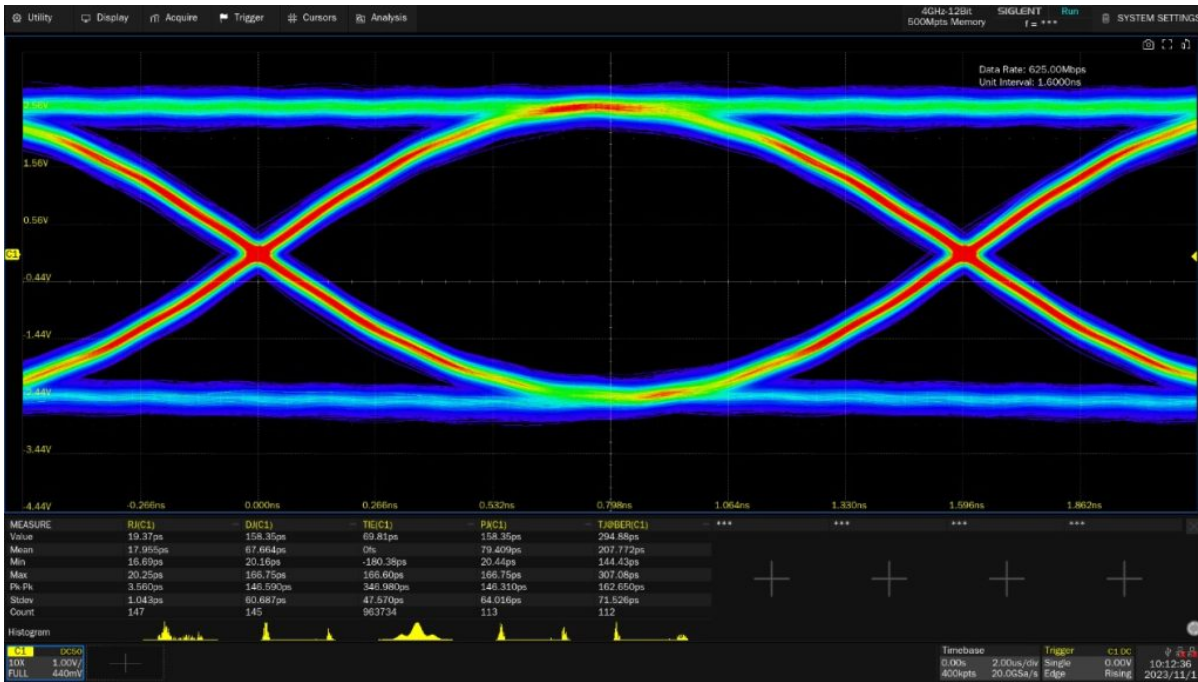 Utility Display Acquire Trigger Cursors Analysis
4GHz-12Bit SIGLENT Run
500Mpts Memory f = *** SYSTEM SETTINGS
Data Rate: 625.00Mbps
Unit Interval: 1.6000ns
2.56V
1.56V
0.56V
C1
-0.44V
-1.44V
-2.44V
-3.44V
-4.44V
-0.266ns 0.000ns 0.266ns 0.532ns 0.798ns 1.064ns 1.330ns 1.596ns 1.862ns
MEASURE RJ(C1) DJ(C1) TIE(C1) PJ(C1) TJ@BER(C1) *** *** *** ***
Value 19.37ps 158.35ps 69.81ps 158.35ps 294.88ps
Mean 17.955ps 67.664ps 0fs 79.409ps 207.772ps
Min 16.69ps 20.16ps -180.38ps 20.44ps 144.43ps
Max 20.25ps 166.75ps 166.60ps 166.75ps 307.08ps
Pk-Pk 3.560ps 146.590ps 346.980ps 146.310ps 162.650ps
Stdev 1.043ps 60.687ps 47.570ps 64.016ps 71.526ps
Count 147 145 963734 113 112
Histogram
C1 DC50
10X 1.00V/
FULL 440mV
Timebase
0.00s 2.00us/div
400kpts 20.0GSa/s
Trigger C1 DC
Single 0.00V
Edge Rising
10:12:36
2023/11/1